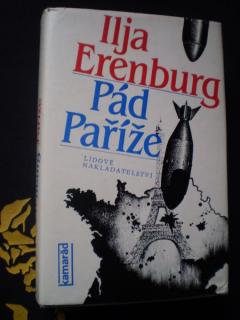 Ilja
Erenburg
Pád
Paříže
LIDOVÉ
NAKLADATELSTVÍ
kamarád